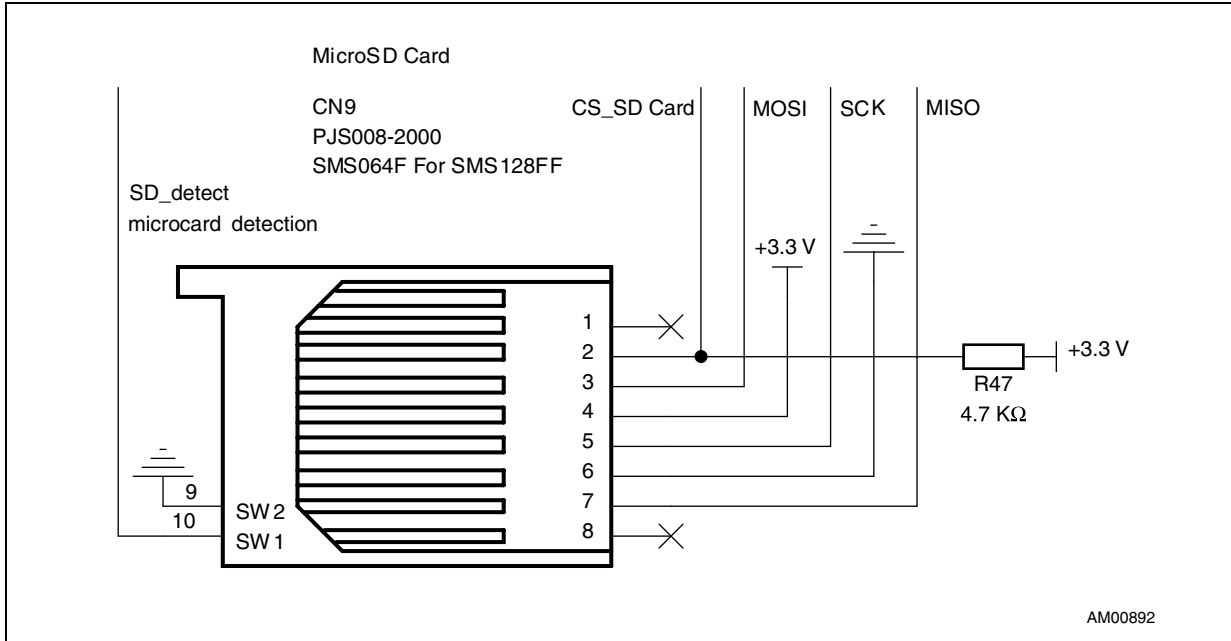 MicroSD Card
CN9
PJS008-2000
SMS064F For SMS128FF
CS_SD Card
MOSI
SCK
MISO
SD_detect
microcard detection
+3.3 V
1
2
3
4
5
6
7
8
+3.3 V
R47
4.7 KΩ
9
10
SW2
SW1
AM00892